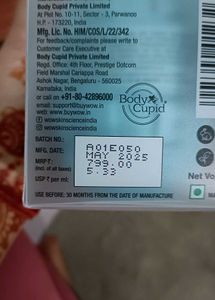 Body Cupid Private Limited
At Plot No. 10-11, Sector - 3, Parwanoo
H.P. - 173220, India
Mfg. Lic. No. HIM/COS/L/22/342
For feedback/complaints please write to
Customer Care Executive at
Body Cupid Private Limited
Regd. Office: 4th Floor, Prestige Dotcom
Field Marshal Cariappa Road
Ashok Nagar, Bengaluru - 560025
Karnataka, India
or call on +91-80-42896000
email: support@buywow.in
www.buywow.in
wowskinscienceindia
wowskinscienceindia
Body Cupid
BATCH NO.: A01E050
MFG. DATE: MAY 2025
MRP ₹: 799.00
(incl. of all taxes)
USP ₹ per ml: 5.33
Net Vo
USE BEFORE: 30 MONTHS FROM THE DATE OF MANUFACTURE